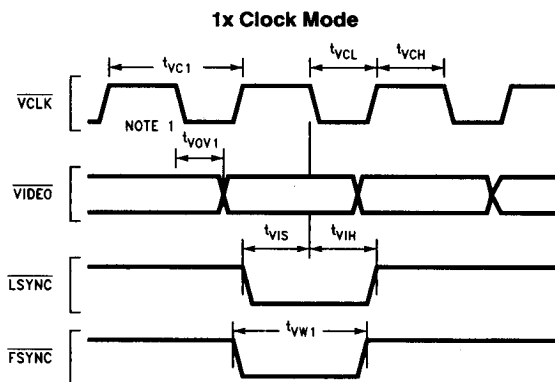 1x Clock Mode
tVC1 tVCL tVCH
VCLK
NOTE 1
tVOV1
VIDEO
tVIS tVIH
LSYNC
tVW1
FSYNC